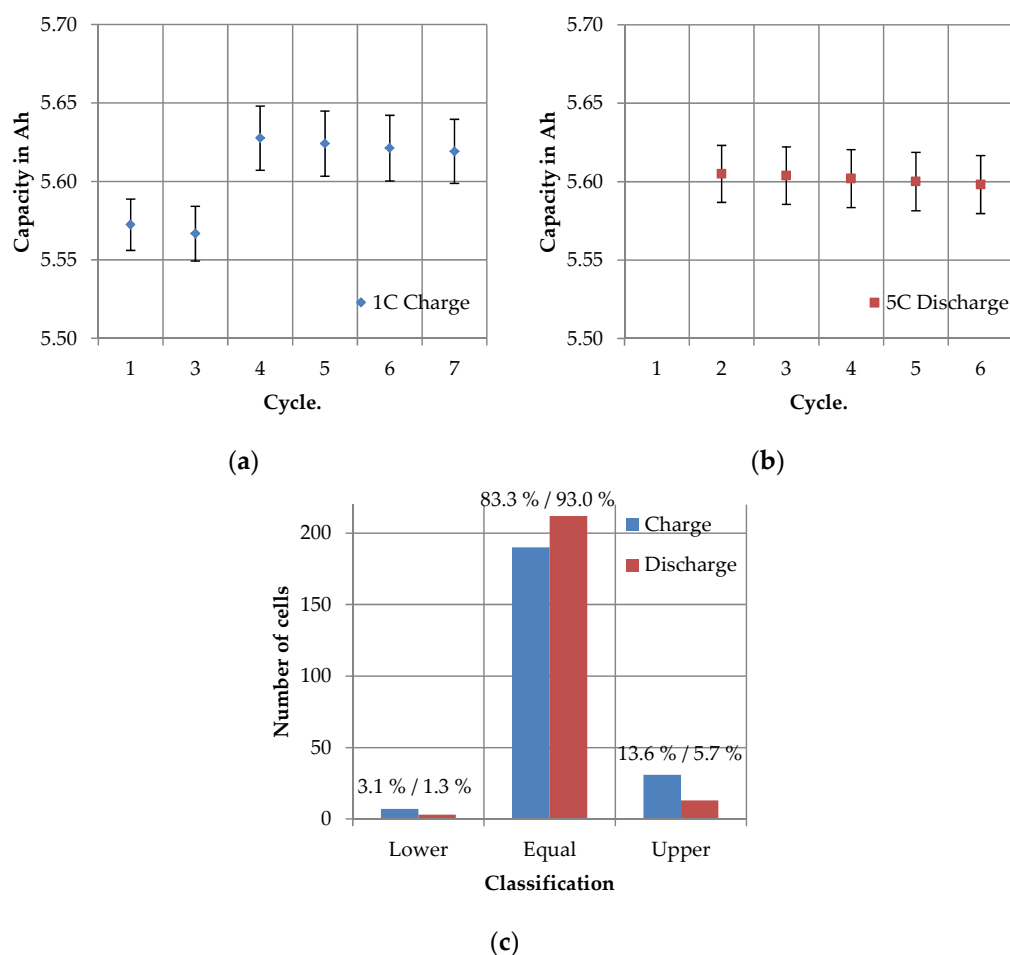 5.70
5.65
5.60
5.55
5.50
Capacity in Ah
1C Charge
1 3 4 5 6 7
Cycle.
(a)
5.70
5.65
5.60
5.55
5.50
Capacity in Ah
5C Discharge
1 2 3 4 5 6
Cycle.
(b)
83.3 % / 93.0 %
200
150
100
50
0
Number of cells
Charge
Discharge
13.6 % / 5.7 %
3.1 % / 1.3 %
Lower Equal Upper
Classification
(c)